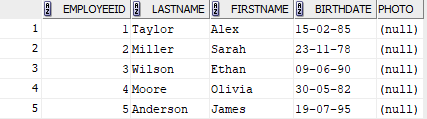 EMPLOYEEID LASTNAME FIRSTNAME BIRTHDATE PHOTO
1 1 Taylor Alex 15-02-85 (null)
2 2 Miller Sarah 23-11-78 (null)
3 3 Wilson Ethan 09-06-90 (null)
4 4 Moore Olivia 30-05-82 (null)
5 5 Anderson James 19-07-95 (null)